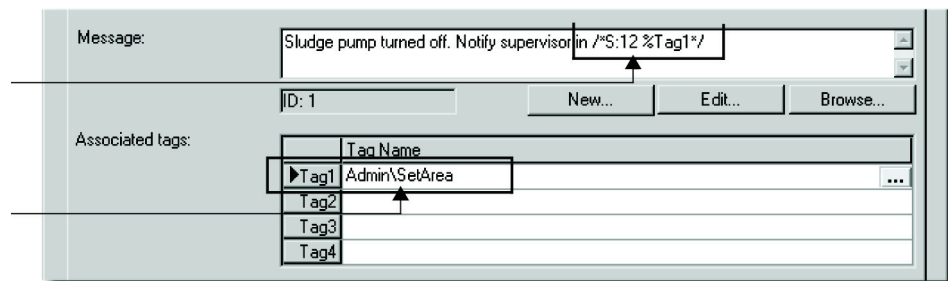 Message:
Sludge pump turned off. Notify supervisor in /*S:12 %Tag1*/
ID: 1
New...
Edit...
Browse...
Associated tags:
Tag Name
Tag1 Admin\SetArea ...
Tag2
Tag3
Tag4